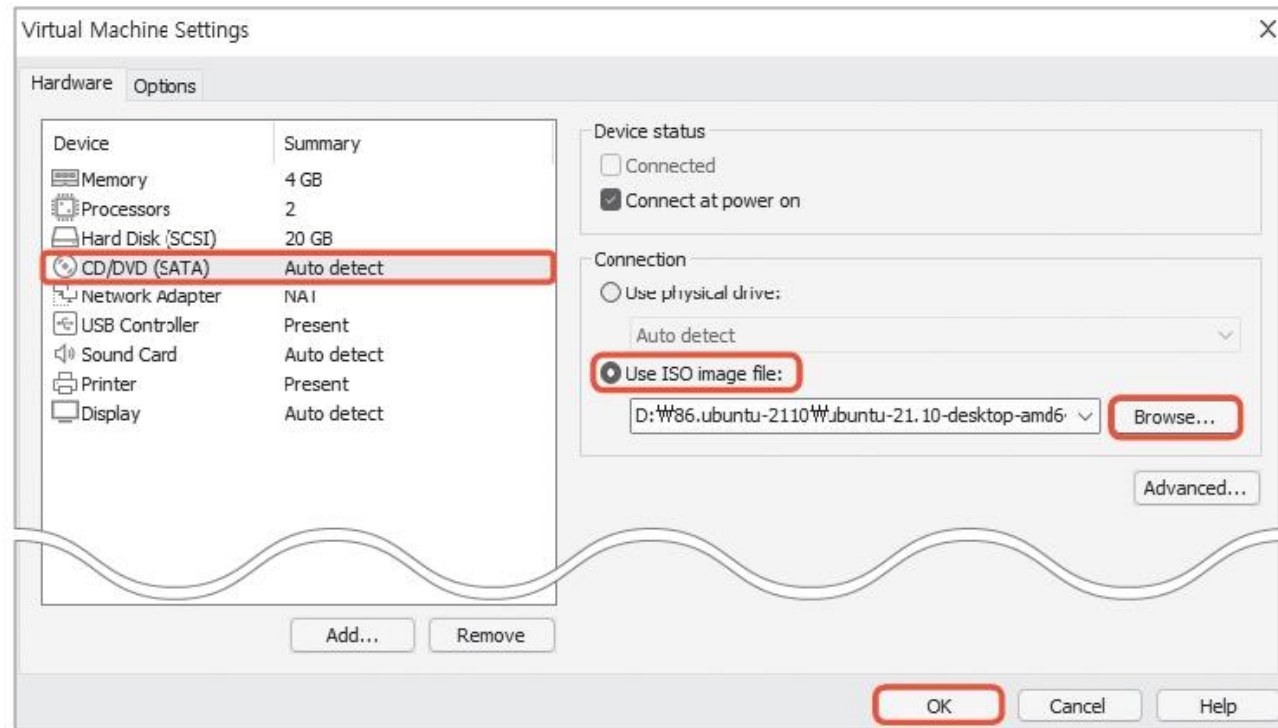 Virtual Machine Settings
Hardware Options
Device Summary
Memory 4 GB
Processors 2
Hard Disk (SCSI) 20 GB
CD/DVD (SATA) Auto detect
Network Adapter NAT
USB Controller Present
Sound Card Auto detect
Printer Present
Display Auto detect
Add... Remove
Device status
Connected
Connect at power on
Connection
Use physical drive:
Auto detect
Use ISO image file:
D:₩86.ubuntu-2110₩ubuntu-21.10-desktop-amd6 Browse...
Advanced...
OK Cancel Help